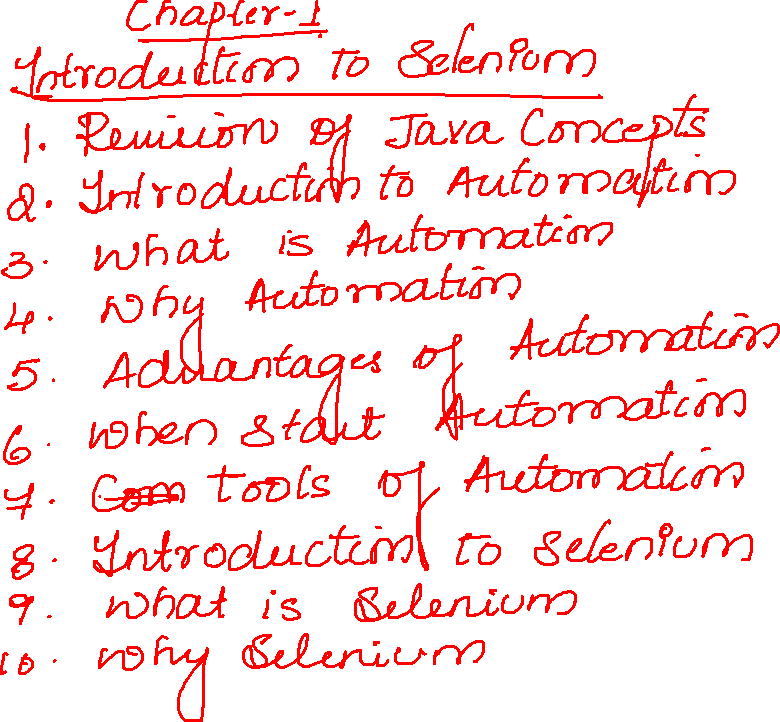 Chapter-1
Introduction to Selenium
1. Revision of Java Concepts
2. Introduction to Automation
3. What is Automation
4. Why Automation
5. Advantages of Automation
6. When start Automation
7. Com tools of Automation
8. Introduction to Selenium
9. What is Selenium
10. Why Selenium